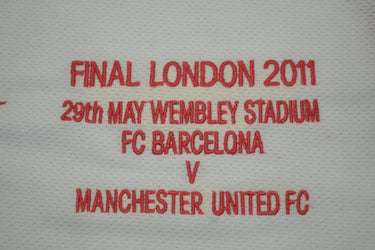 FINAL LONDON 2011
29th MAY WEMBLEY STADIUM
FC BARCELONA
V
MANCHESTER UNITED FC